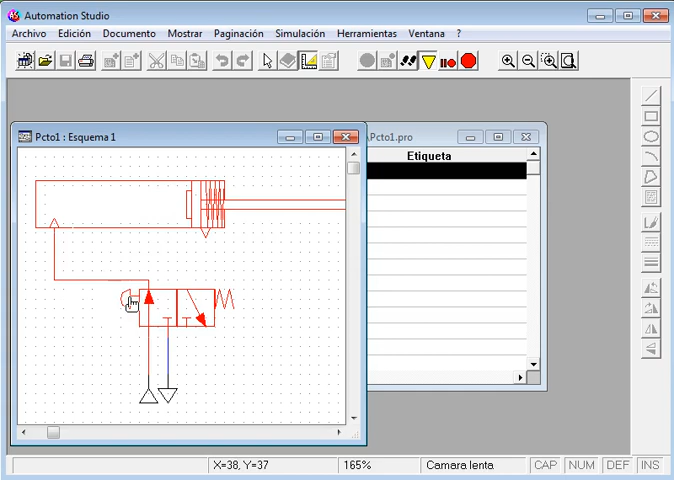 Automation Studio
Archivo Edición Documento Mostrar Paginación Simulación Herramientas Ventana ?
Pcto1 : Esquema 1
\Pcto1.pro
Etiqueta
X=38, Y=37 165% Camara lenta CAP NUM DEF INS